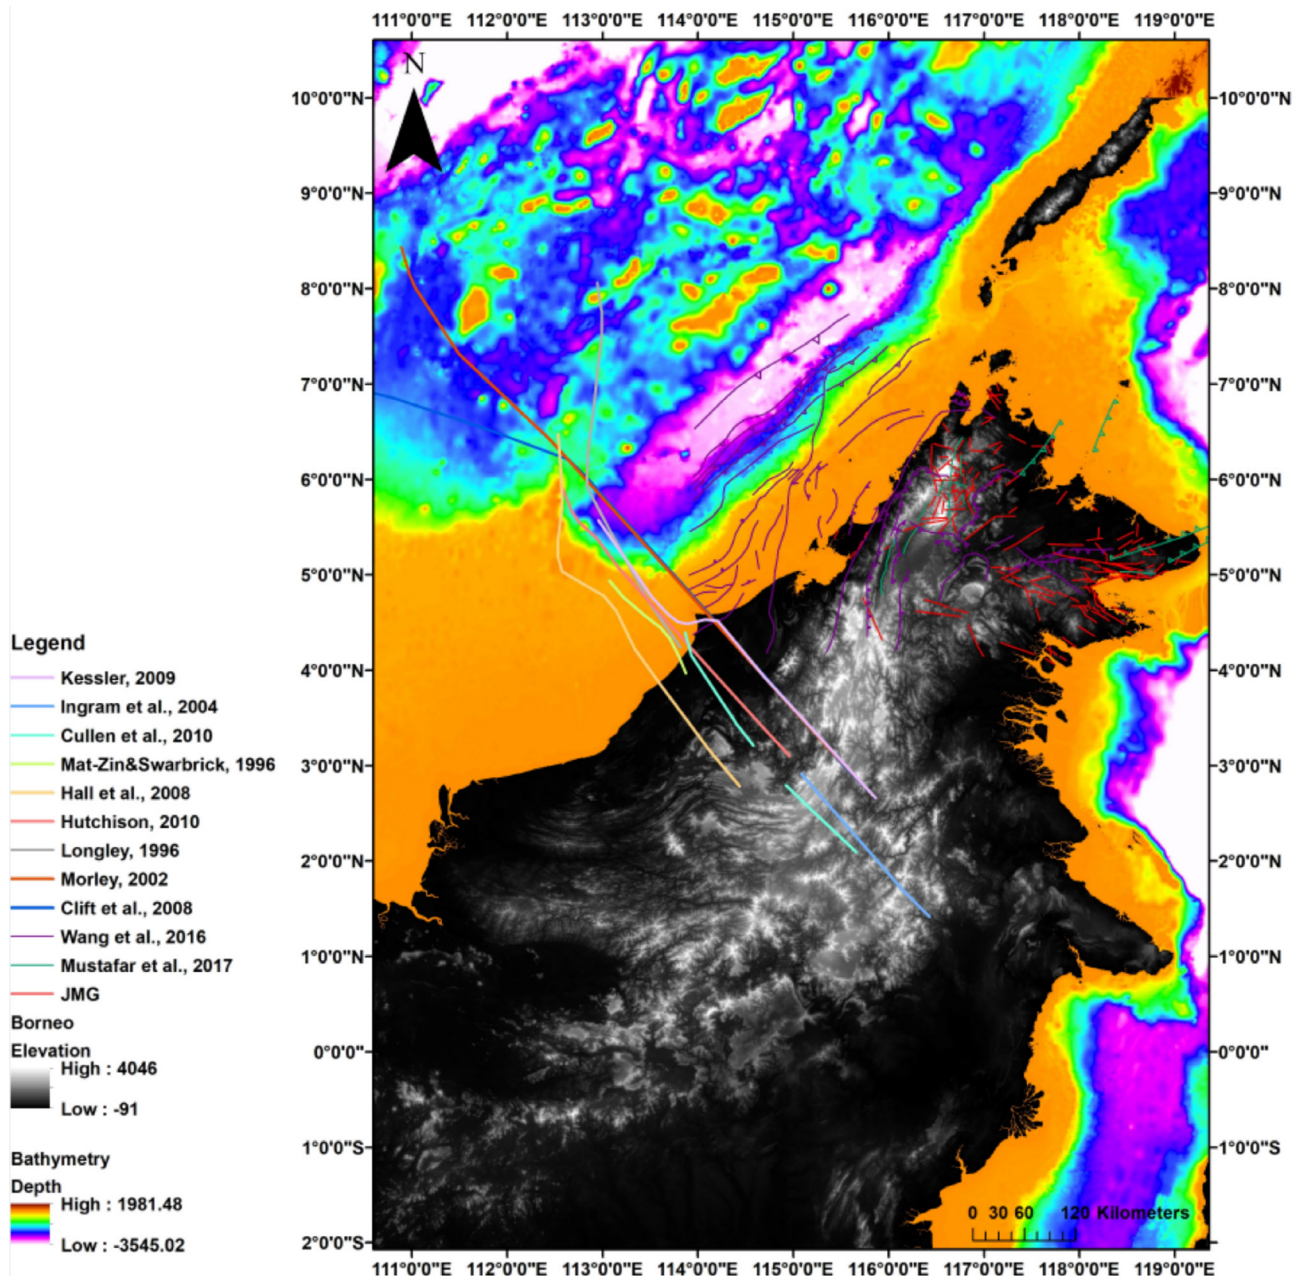 111°0'0"E 112°0'0"E 113°0'0"E 114°0'0"E 115°0'0"E 116°0'0"E 117°0'0"E 118°0'0"E 119°0'0"E
N
10°0'0"N 10°0'0"N
9°0'0"N 9°0'0"N
8°0'0"N 8°0'0"N
7°0'0"N 7°0'0"N
6°0'0"N 6°0'0"N
5°0'0"N 5°0'0"N
4°0'0"N 4°0'0"N
3°0'0"N 3°0'0"N
2°0'0"N 2°0'0"N
1°0'0"N 1°0'0"N
0°0'0" 0°0'0"
1°0'0"S 1°0'0"S
2°0'0"S 2°0'0"S
Legend
Kessler, 2009
Ingram et al., 2004
Cullen et al., 2010
Mat-Zin&Swarbrick, 1996
Hall et al., 2008
Hutchison, 2010
Longley, 1996
Morley, 2002
Clift et al., 2008
Wang et al., 2016
Mustafar et al., 2017
JMG
Borneo
Elevation
High : 4046
Low : -91
Bathymetry
Depth
High : 1981.48
Low : -3545.02
0 30 60 120 Kilometers
111°0'0"E 112°0'0"E 113°0'0"E 114°0'0"E 115°0'0"E 116°0'0"E 117°0'0"E 118°0'0"E 119°0'0"E